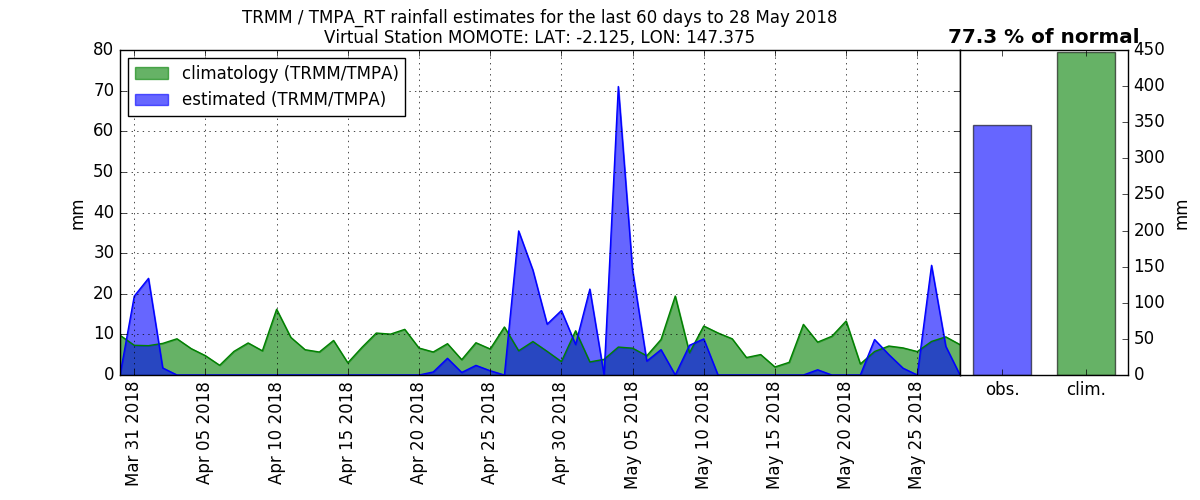 TRMM / TMPA_RT rainfall estimates for the last 60 days to 28 May 2018
Virtual Station MOMOTE: LAT: -2.125, LON: 147.375
77.3 % of normal
climatology (TRMM/TMPA)
estimated (TRMM/TMPA)
80
70
60
50
40
30
20
10
0
mm
Mar 31 2018
Apr 05 2018
Apr 10 2018
Apr 15 2018
Apr 20 2018
Apr 25 2018
Apr 30 2018
May 05 2018
May 10 2018
May 15 2018
May 20 2018
May 25 2018
obs.
clim.
450
400
350
300
250
200
150
100
50
0
mm